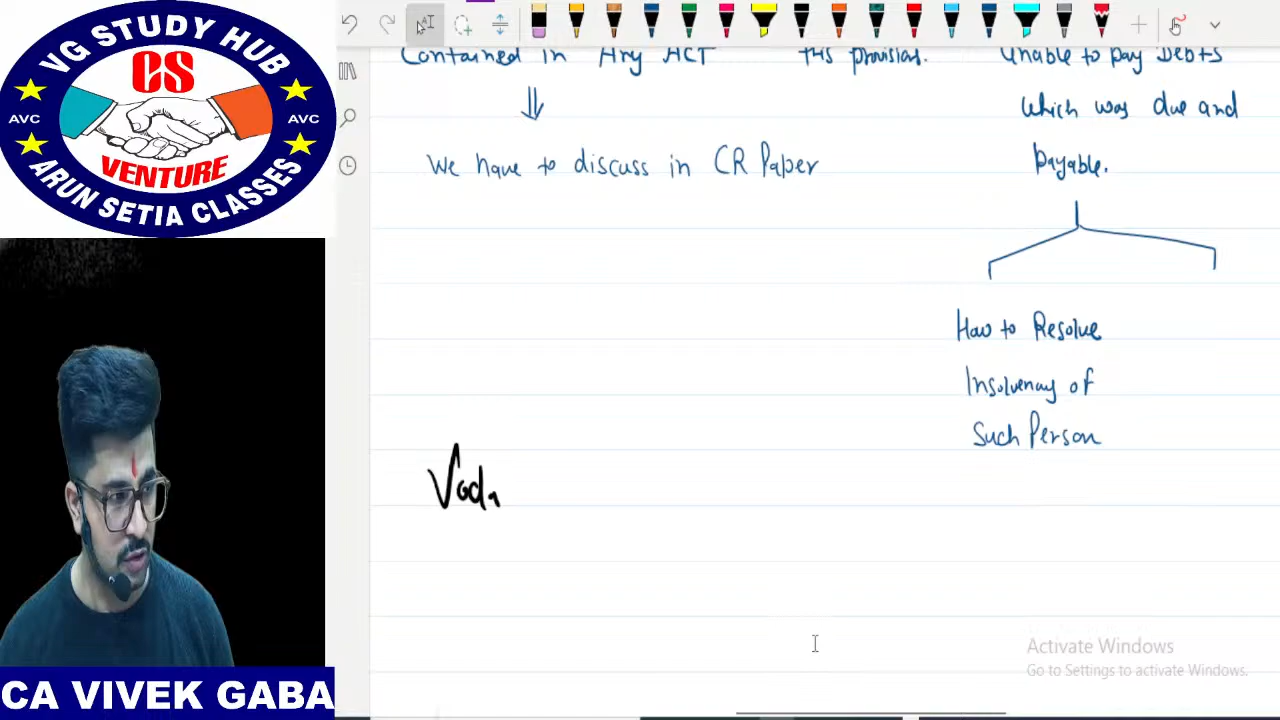 VG STUDY HUB
CS
AVC
AVC
VENTURE
ARUN SETIA CLASSES
Contained in Any ACT
this provision.
Unable to pay Debts
which was due and
payable.
We have to discuss in CR Paper
How to Resolve
Insolvency of
Such Person
Voda
Activate Windows
Go to Settings to activate Windows.
CA VIVEK GABA